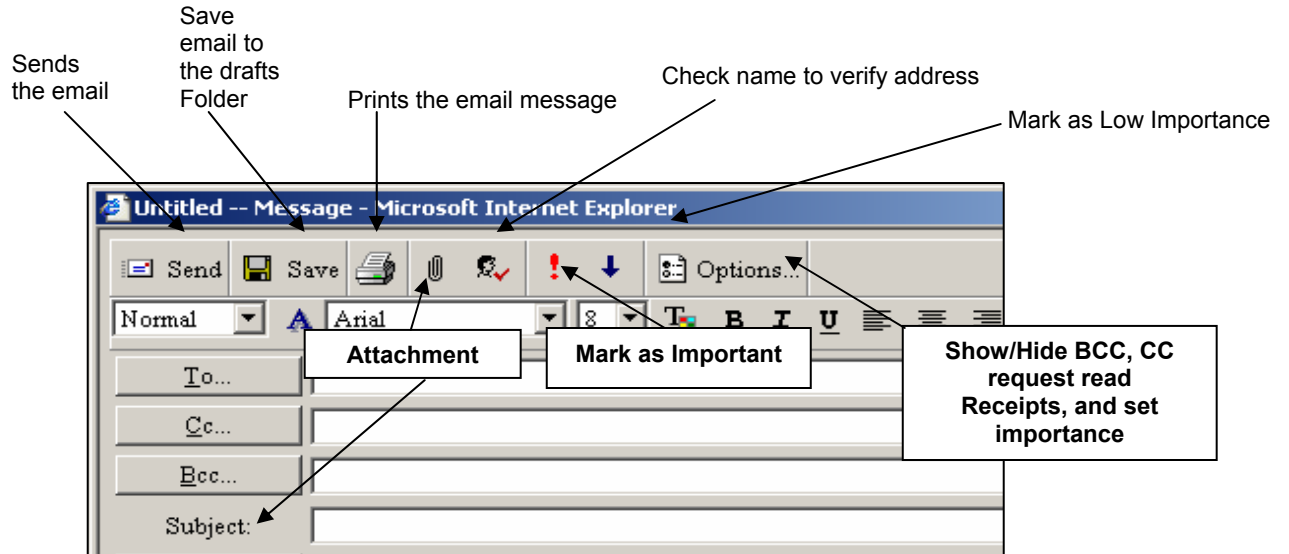 Save
email to
the drafts
Folder
Sends
the email
Prints the email message
Check name to verify address
Mark as Low Importance
Untitled -- Message - Microsoft Internet Explorer
Send Save Options...
Normal A Arial 8 T B I U
Attachment
Mark as Important
Show/Hide BCC, CC
request read
Receipts, and set
importance
To...
Cc...
Bcc...
Subject: